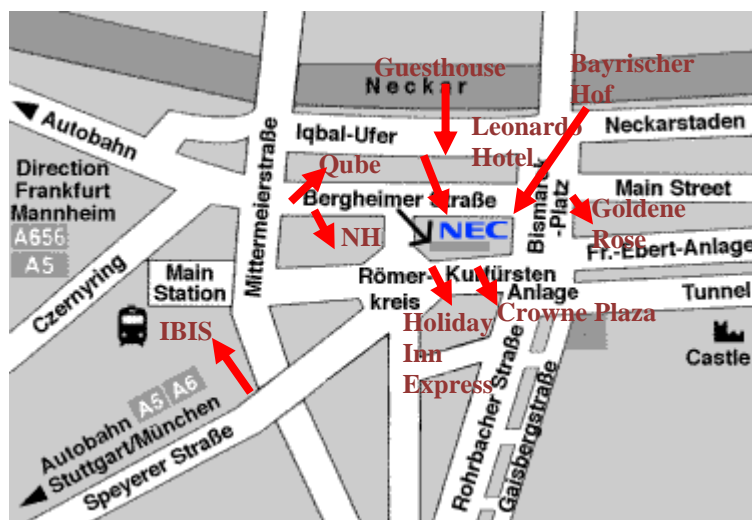 Guesthouse
Neckar
Bayrischer
Hof
Autobahn
Iqbal-Ufer
Leonardo
Hotel
Neckarstaden
Direction
Frankfurt
Mannheim
A656
A5
Qube
Bergheimer Straße
Mittermeierstraße
Bismarck
-Platz
Main Street
Goldene
Rose
NH
NEC
Fr.-Ebert-Anlage
Czernyring
Main
Station
Römer-
kreis
Kurfürsten
Anlage
Tunnel
IBIS
Holiday
Inn
Express
Crowne Plaza
Castle
Autobahn A5 A6
Stuttgart/München
Speyerer Straße
Rohrbacher Straße
Gaisbergstraße